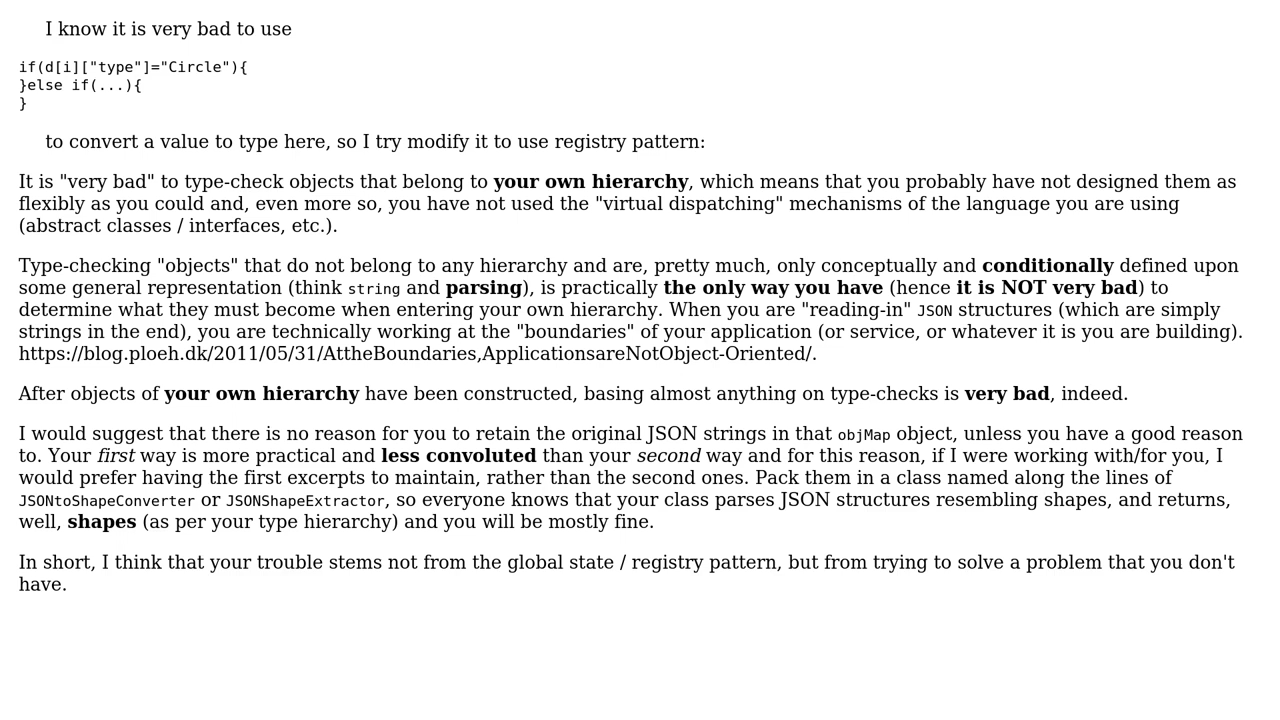 I know it is very bad to use
if(d[i]["type"]="Circle"){
}else if(...){
}
to convert a value to type here, so I try modify it to use registry pattern:
It is "very bad" to type-check objects that belong to your own hierarchy, which means that you probably have not designed them as
flexibly as you could and, even more so, you have not used the "virtual dispatching" mechanisms of the language you are using
(abstract classes / interfaces, etc.).
Type-checking "objects" that do not belong to any hierarchy and are, pretty much, only conceptually and conditionally defined upon
some general representation (think string and parsing), is practically the only way you have (hence it is NOT very bad) to
determine what they must become when entering your own hierarchy. When you are "reading-in" JSON structures (which are simply
strings in the end), you are technically working at the "boundaries" of your application (or service, or whatever it is you are building).
https://blog.ploeh.dk/2011/05/31/AttheBoundaries,ApplicationsareNotObject-Oriented/.
After objects of your own hierarchy have been constructed, basing almost anything on type-checks is very bad, indeed.
I would suggest that there is no reason for you to retain the original JSON strings in that objMap object, unless you have a good reason
to. Your first way is more practical and less convoluted than your second way and for this reason, if I were working with/for you, I
would prefer having the first excerpts to maintain, rather than the second ones. Pack them in a class named along the lines of
JSONtoShapeConverter or JSONShapeExtractor, so everyone knows that your class parses JSON structures resembling shapes, and returns,
well, shapes (as per your type hierarchy) and you will be mostly fine.
In short, I think that your trouble stems not from the global state / registry pattern, but from trying to solve a problem that you don't
have.